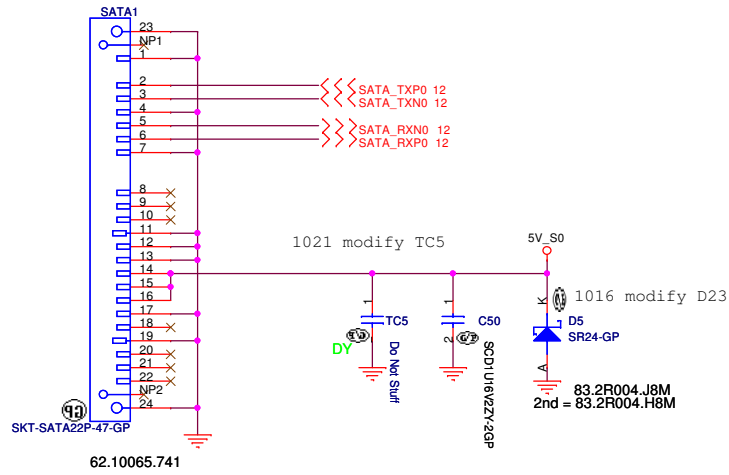 SATA1
23
NP1
1
2
SATA_TXP0 12
3
SATA_TXN0 12
4
5
SATA_RXN0 12
6
SATA_RXP0 12
7
8
9
10
11
12
13
14
15
16
17
18
19
20
21
22
NP2
24
GP
SKT-SATA22P-47-GP
62.10065.741
1021 modify TC5
5V_S0
1
TC5
DY
Do Not Stuff
1
C50
2
SCD1U16V2ZY-2GP
1016 modify D23
K
D5
SR24-GP
A
83.2R004.J8M
2nd = 83.2R004.H8M